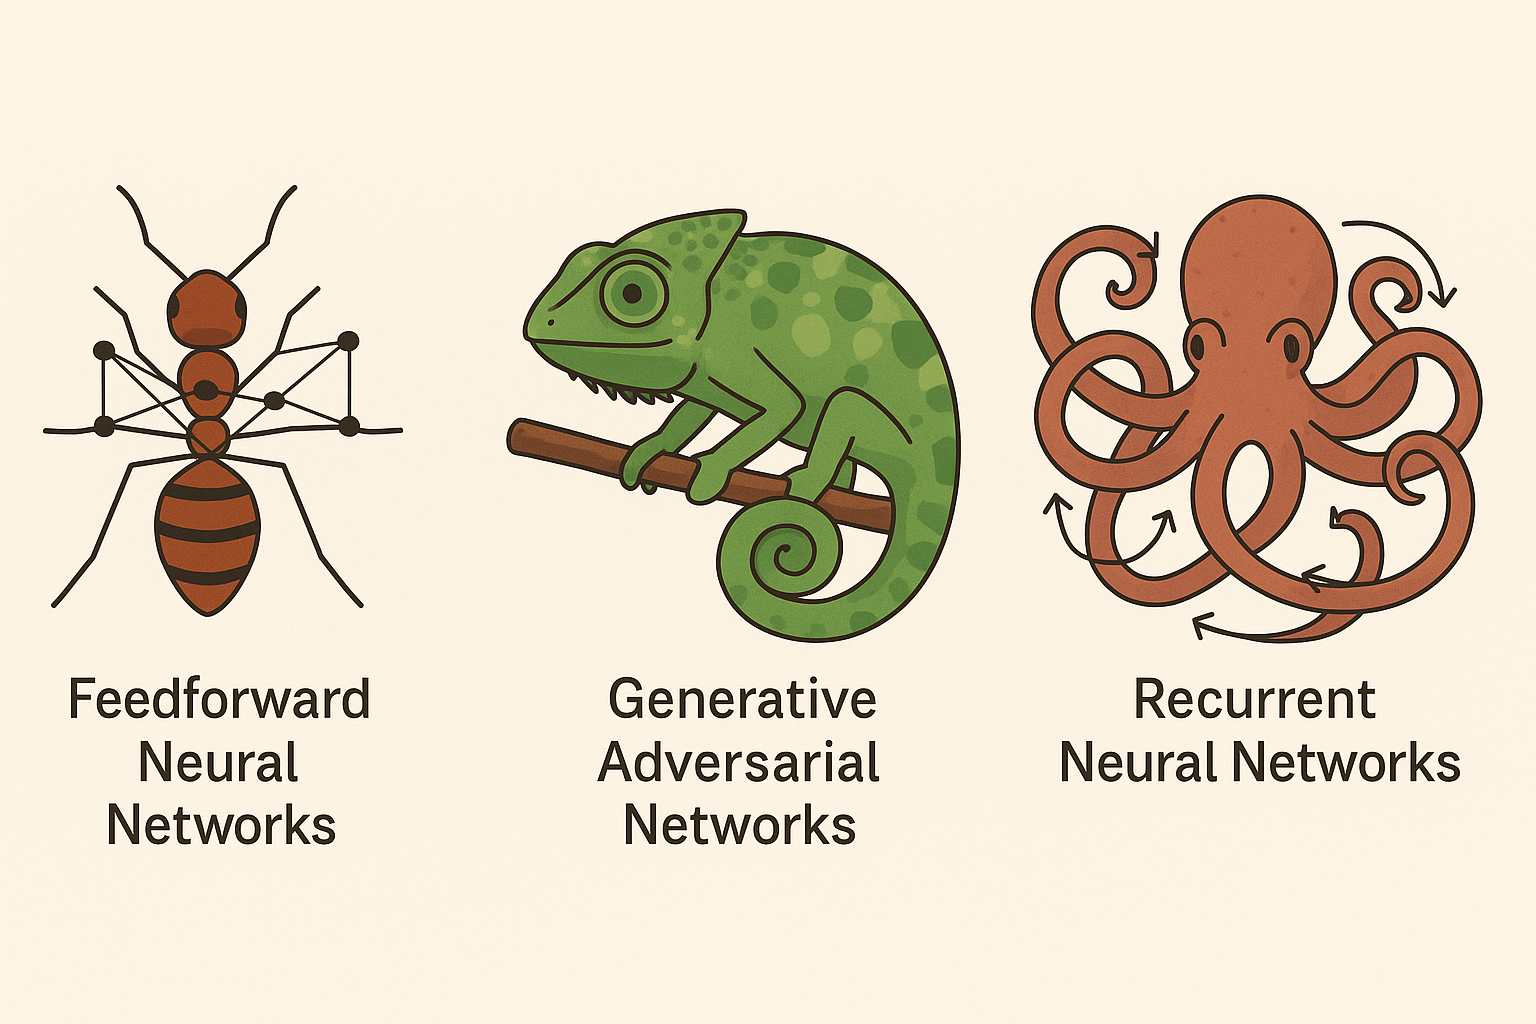 Feedforward
Neural
Networks
Generative
Adversarial
Networks
Recurrent
Neural Networks